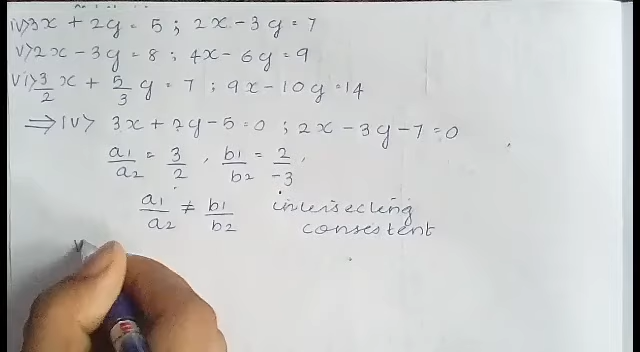 iv> 3x + 2y = 5 ; 2x - 3y = 7
v> 2x - 3y = 8 ; 4x - 6y = 9
vi> 3/2 x + 5/3 y = 7 ; 9x - 10y = 14
⇒ iv> 3x + 2y - 5 = 0 ; 2x - 3y - 7 = 0
a1/a2 = 3/2 , b1/b2 = 2/-3 ,
a1/a2 ≠ b1/b2 intersecting
consistent